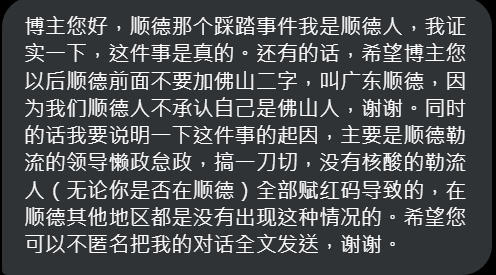 博主您好，顺德那个踩踏事件我是顺德人，我证
实一下，这件事是真的。还有的话，希望博主您
以后顺德前面不要加佛山二字，叫广东顺德，因
为我们顺德人不承认自己是佛山人，谢谢。同时
的话我要说明一下这件事的起因，主要是顺德勒
流的领导懒政怠政，搞一刀切，没有核酸的勒流
人（无论你是否在顺德）全部赋红码导致的，在
顺德其他地区都是没有出现这种情况的。希望您
可以不匿名把我的对话全文发送，谢谢。